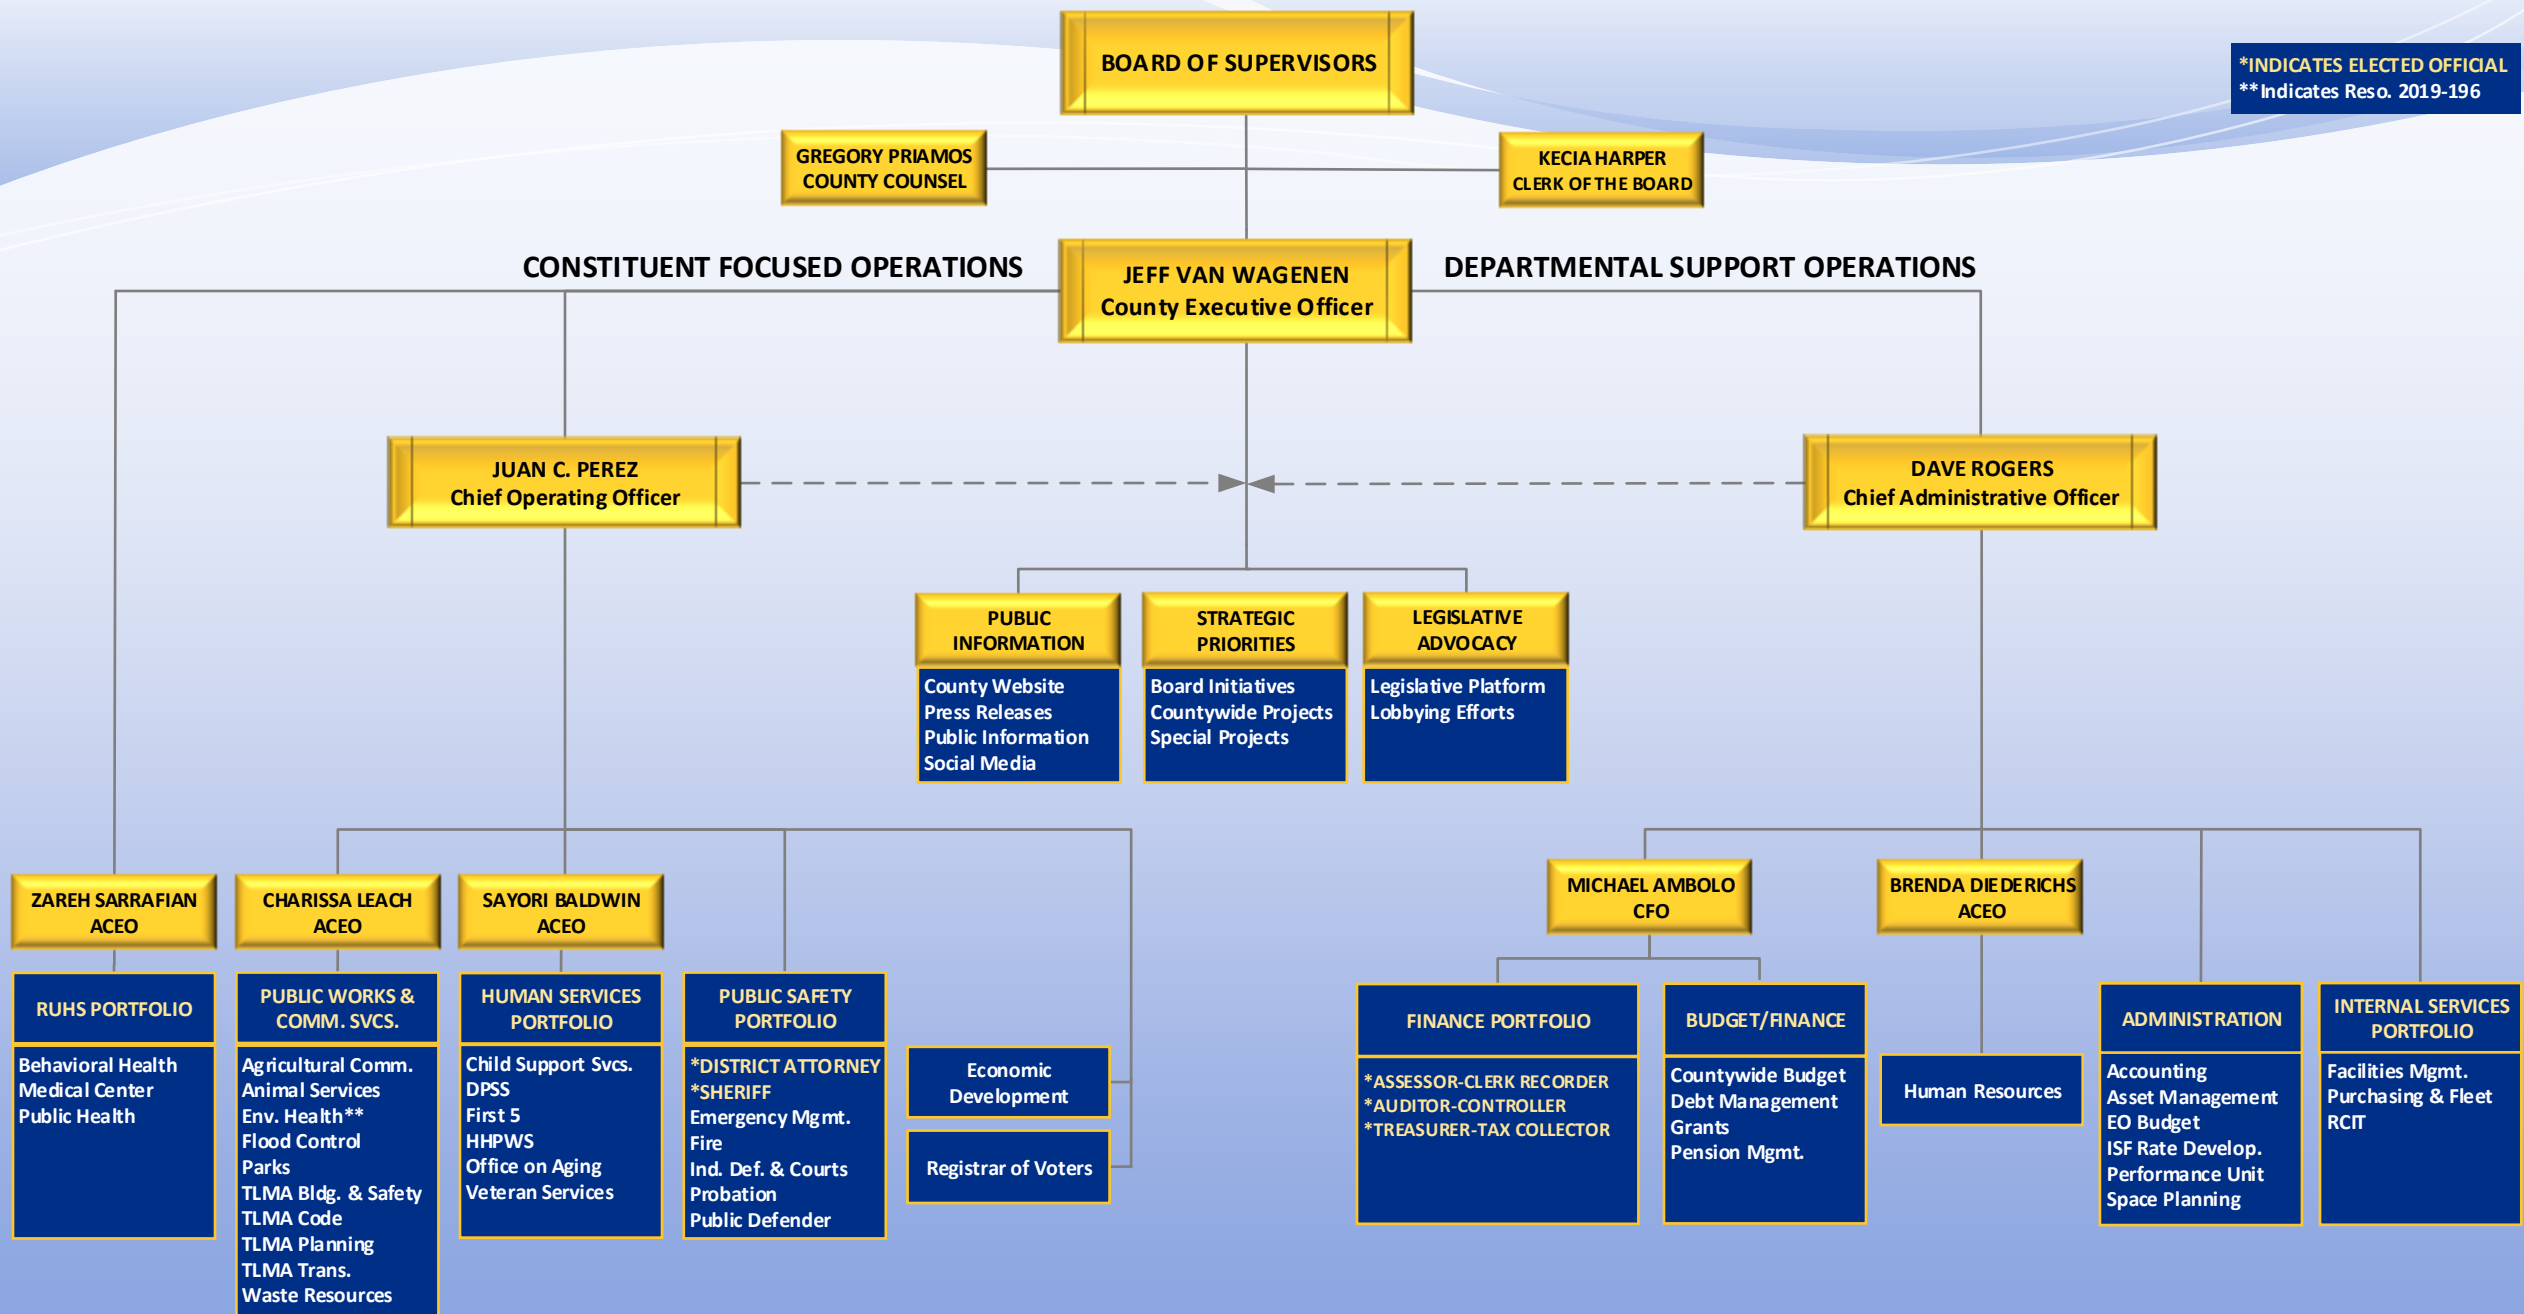 BOARD OF SUPERVISORS
*INDICATES ELECTED OFFICIAL
**Indicates Reso. 2019-196
GREGORY PRIAMOS
COUNTY COUNSEL
KECIA HARPER
CLERK OF THE BOARD
CONSTITUENT FOCUSED OPERATIONS
JEFF VAN WAGENEN
County Executive Officer
DEPARTMENTAL SUPPORT OPERATIONS
JUAN C. PEREZ
Chief Operating Officer
DAVE ROGERS
Chief Administrative Officer
PUBLIC
INFORMATION
County Website
Press Releases
Public Information
Social Media
STRATEGIC
PRIORITIES
Board Initiatives
Countywide Projects
Special Projects
LEGISLATIVE
ADVOCACY
Legislative Platform
Lobbying Efforts
ZAREH SARRAFIAN
ACEO
RUHS PORTFOLIO
Behavioral Health
Medical Center
Public Health
CHARISSA LEACH
ACEO
PUBLIC WORKS &
COMM. SVCS.
Agricultural Comm.
Animal Services
Env. Health**
Flood Control
Parks
TLMA Bldg. & Safety
TLMA Code
TLMA Planning
TLMA Trans.
Waste Resources
SAYORI BALDWIN
ACEO
HUMAN SERVICES
PORTFOLIO
Child Support Svcs.
DPSS
First 5
HHPWS
Office on Aging
Veteran Services
PUBLIC SAFETY
PORTFOLIO
*DISTRICT ATTORNEY
*SHERIFF
Emergency Mgmt.
Fire
Ind. Def. & Courts
Probation
Public Defender
Economic
Development
Registrar of Voters
MICHAEL AMBOLO
CFO
FINANCE PORTFOLIO
*ASSESSOR-CLERK RECORDER
*AUDITOR-CONTROLLER
*TREASURER-TAX COLLECTOR
BUDGET/FINANCE
Countywide Budget
Debt Management
Grants
Pension Mgmt.
BRENDA DIEDERICHS
ACEO
Human Resources
ADMINISTRATION
Accounting
Asset Management
EO Budget
ISF Rate Develop.
Performance Unit
Space Planning
INTERNAL SERVICES
PORTFOLIO
Facilities Mgmt.
Purchasing & Fleet
RCIT